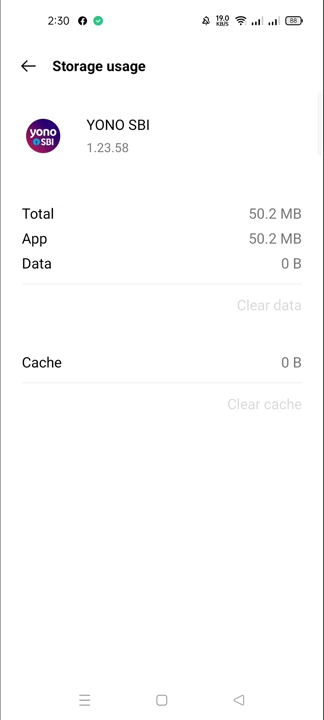 2:30
19.0
KB/S
88
Storage usage
yono
SBI
YONO SBI
1.23.58
Total 50.2 MB
App 50.2 MB
Data 0 B
Clear data
Cache 0 B
Clear cache